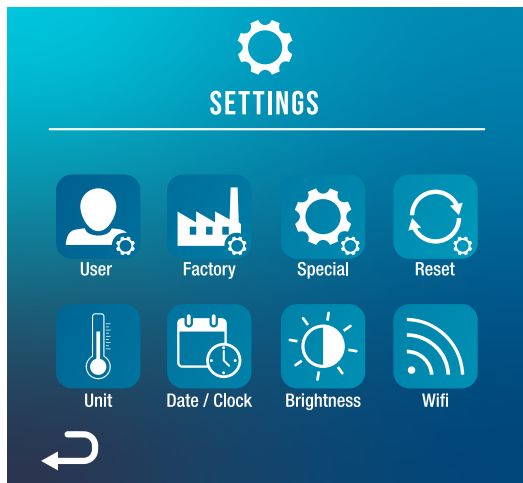 SETTINGS
User Factory Special Reset
Unit Date / Clock Brightness Wifi